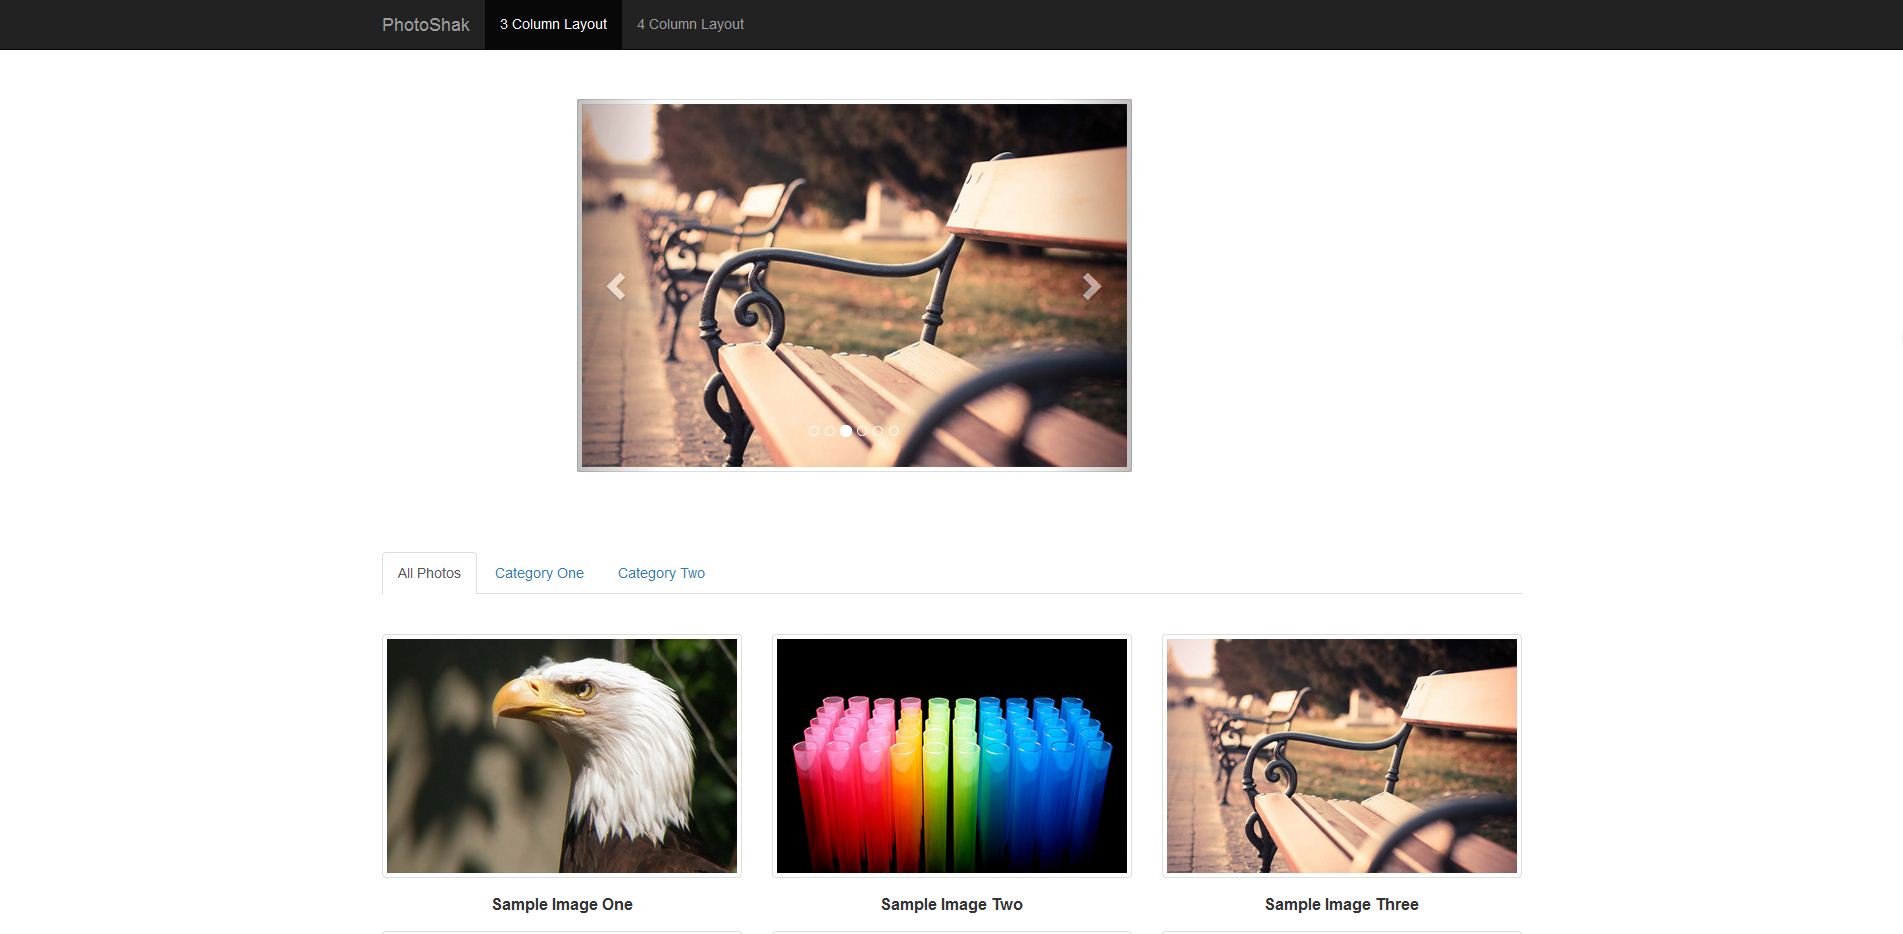 PhotoShak 3 Column Layout 4 Column Layout
All Photos Category One Category Two
Sample Image One Sample Image Two Sample Image Three